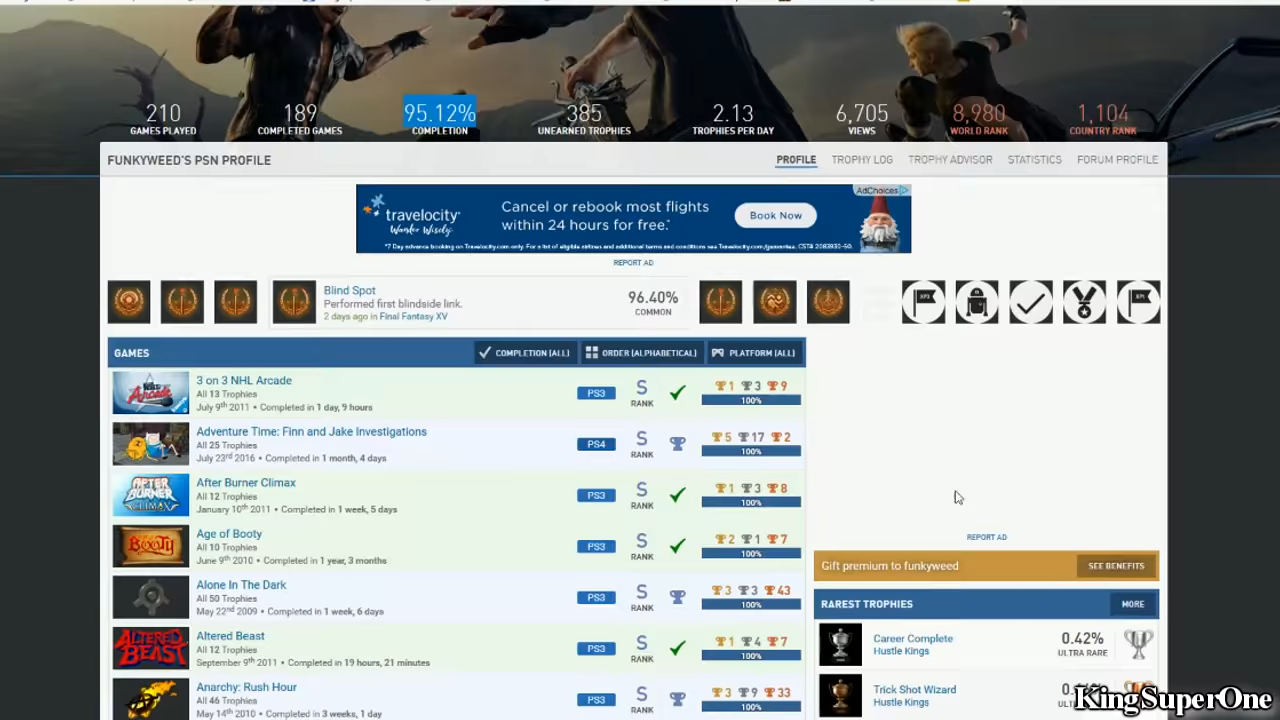 210
GAMES PLAYED
189
COMPLETED GAMES
95.12%
COMPLETION
385
UNEARNED TROPHIES
2.13
TROPHIES PER DAY
6,705
VIEWS
8,980
WORLD RANK
1,104
COUNTRY RANK
FUNKYWEED'S PSN PROFILE
PROFILE TROPHY LOG TROPHY ADVISOR STATISTICS FORUM PROFILE
AdChoices
travelocity
Wander Wisely.
Cancel or rebook most flights
within 24 hours for free.*
Book Now
REPORT AD
Blind Spot
Performed first blindside link.
2 days ago in Final Fantasy XV
96.40%
COMMON
GAMES
COMPLETION (ALL) ORDER (ALPHABETICAL) PLATFORM (ALL)
3 on 3 NHL Arcade
All 13 Trophies
July 9th 2011 • Completed in 1 day, 9 hours
PS3
S
RANK
1 3 9
100%
Adventure Time: Finn and Jake Investigations
All 25 Trophies
July 23rd 2016 • Completed in 1 month, 4 days
PS4
S
RANK
5 17 2
100%
AFTER
BURNER
CLIMAX
After Burner Climax
All 12 Trophies
January 10th 2011 • Completed in 1 week, 5 days
PS3
S
RANK
1 3 8
100%
BOOTY
Age of Booty
All 10 Trophies
June 9th 2010 • Completed in 1 year, 3 months
PS3
S
RANK
2 1 7
100%
Alone In The Dark
All 50 Trophies
May 22nd 2009 • Completed in 1 week, 6 days
PS3
S
RANK
3 3 43
100%
ALTERED
BEAST
Altered Beast
All 12 Trophies
September 9th 2011 • Completed in 19 hours, 21 minutes
PS3
S
RANK
1 4 7
100%
Anarchy: Rush Hour
All 46 Trophies
May 14th 2010 • Completed in 3 weeks, 1 day
PS3
S
RANK
3 9 33
100%
REPORT AD
Gift premium to funkyweed
SEE BENEFITS
RAREST TROPHIES
MORE
Career Complete
Hustle Kings
0.42%
ULTRA RARE
Trick Shot Wizard
Hustle Kings
KingSuperOne